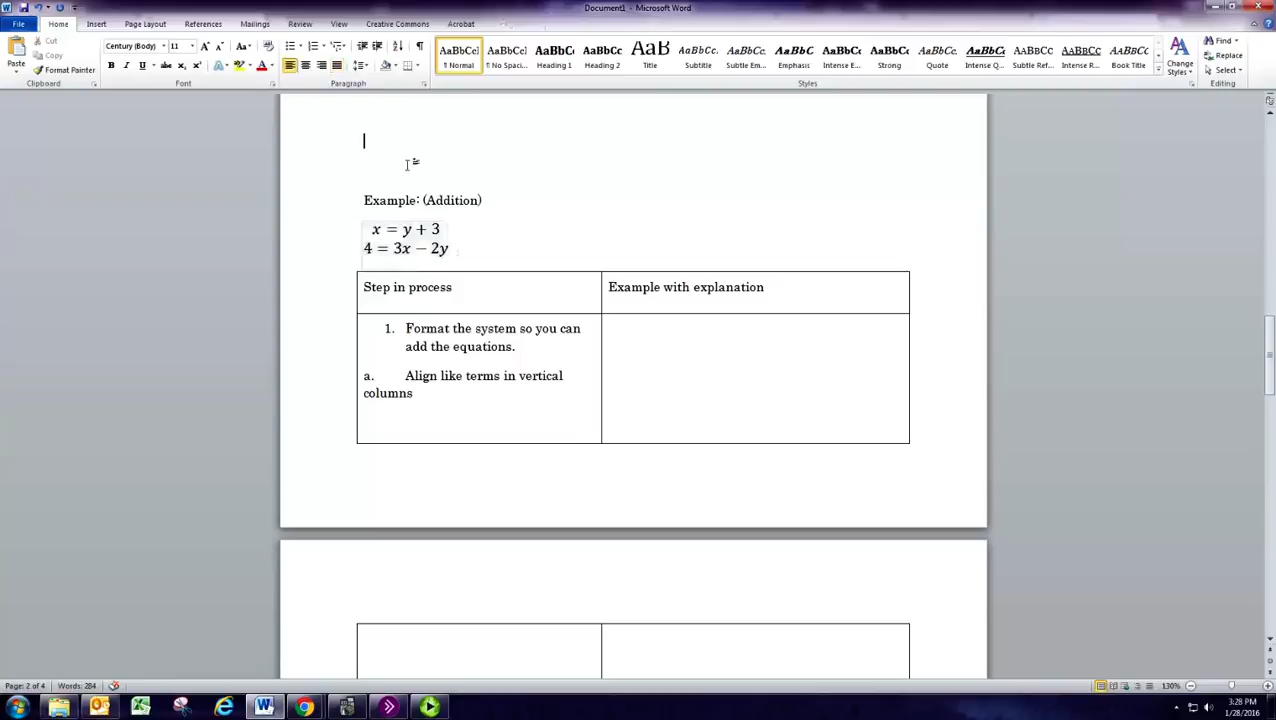 Document1 - Microsoft Word
File Home Insert Page Layout References Mailings Review View Creative Commons Acrobat
Paste
Cut
Copy
Format Painter
Clipboard
Century (Body) 11
Font
Paragraph
AaBbCcI AaBbCcI AaBbC AaBbCc AaB AaBbCc. AaBbCc. AaBbC AaBbCc AaBbCc AaBbCc. AaBbCc AaBbCc AaBbCc AaBbCc
¶ Normal ¶ No Spaci... Heading 1 Heading 2 Title Subtitle Subtle Em... Emphasis Intense E... Strong Quote Intense Q... Subtle Ref... Intense R... Book Title
Styles
Change Styles
Find
Replace
Select
Editing
Example: (Addition)
x = y + 3
4 = 3x − 2y
Step in process Example with explanation
1. Format the system so you can
add the equations.
a. Align like terms in vertical
columns
Page: 2 of 4 Words: 284 130%
3:28 PM
1/28/2016